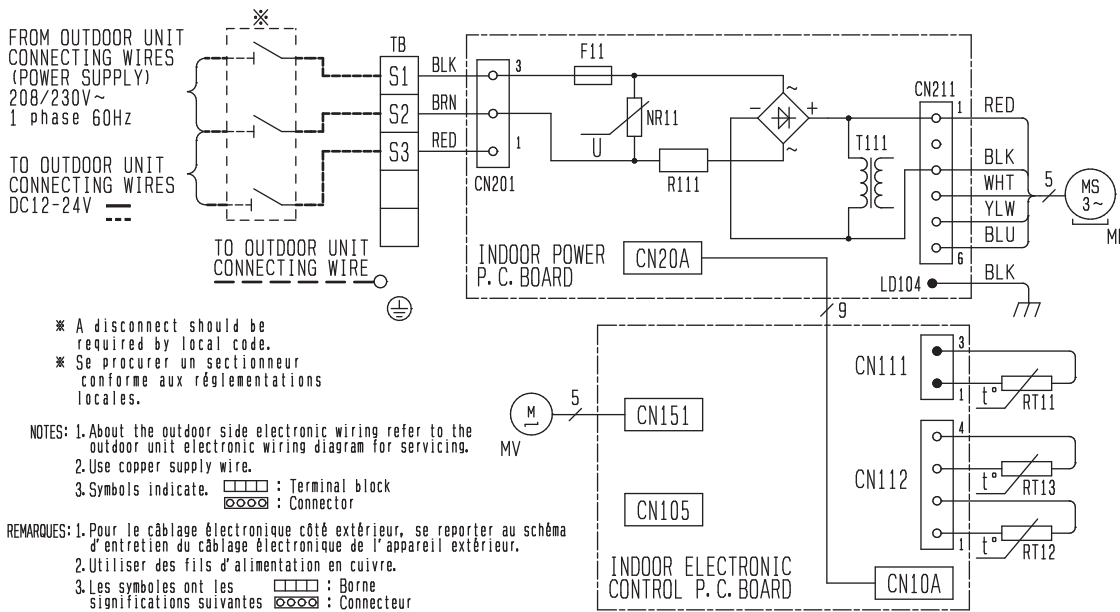 ※
FROM OUTDOOR UNIT
CONNECTING WIRES
(POWER SUPPLY)
208/230V~
1 phase 60Hz
TO OUTDOOR UNIT
CONNECTING WIRES
DC12-24V
TO OUTDOOR UNIT
CONNECTING WIRE
TB
S1
S2
S3
BLK
BRN
RED
3
1
CN201
F11
NR11
U
R111
~
-
+
~
T111
CN211
1
6
RED
BLK
WHT
YLW
BLU
5
MS
3~
LD104
BLK
INDOOR POWER
P.C.BOARD
CN20A
9
※ A disconnect should be
required by local code.
※ Se procurer un sectionneur
conforme aux réglementations
locales.
NOTES: 1. About the outdoor side electronic wiring refer to the
outdoor unit electronic wiring diagram for servicing.
2. Use copper supply wire.
3. Symbols indicate. : Terminal block
: Connector
REMARQUES: 1. Pour le câblage électronique côté extérieur, se reporter au schéma
d'entretien du câblage électronique de l'appareil extérieur.
2. Utiliser des fils d'alimentation en cuivre.
3. Les symboles ont les : Borne
significations suivantes : Connecteur
M
MV
5
CN151
CN105
INDOOR ELECTRONIC
CONTROL P.C.BOARD
CN10A
CN111
3
1
t°
RT11
CN112
4
1
t°
RT13
t°
RT12